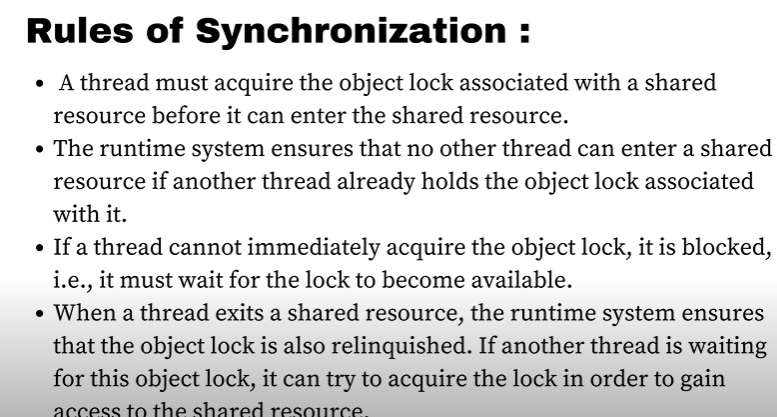 Rules of Synchronization :
• A thread must acquire the object lock associated with a shared
resource before it can enter the shared resource.
• The runtime system ensures that no other thread can enter a shared
resource if another thread already holds the object lock associated
with it.
• If a thread cannot immediately acquire the object lock, it is blocked,
i.e., it must wait for the lock to become available.
• When a thread exits a shared resource, the runtime system ensures
that the object lock is also relinquished. If another thread is waiting
for this object lock, it can try to acquire the lock in order to gain
access to the shared resource.